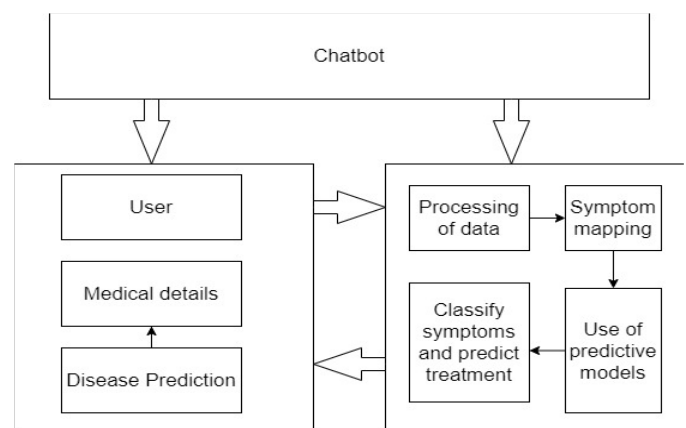 Chatbot
User
Medical details
Disease Prediction
Processing
of data
Symptom
mapping
Classify
symptoms
and predict
treatment
Use of
predictive
models